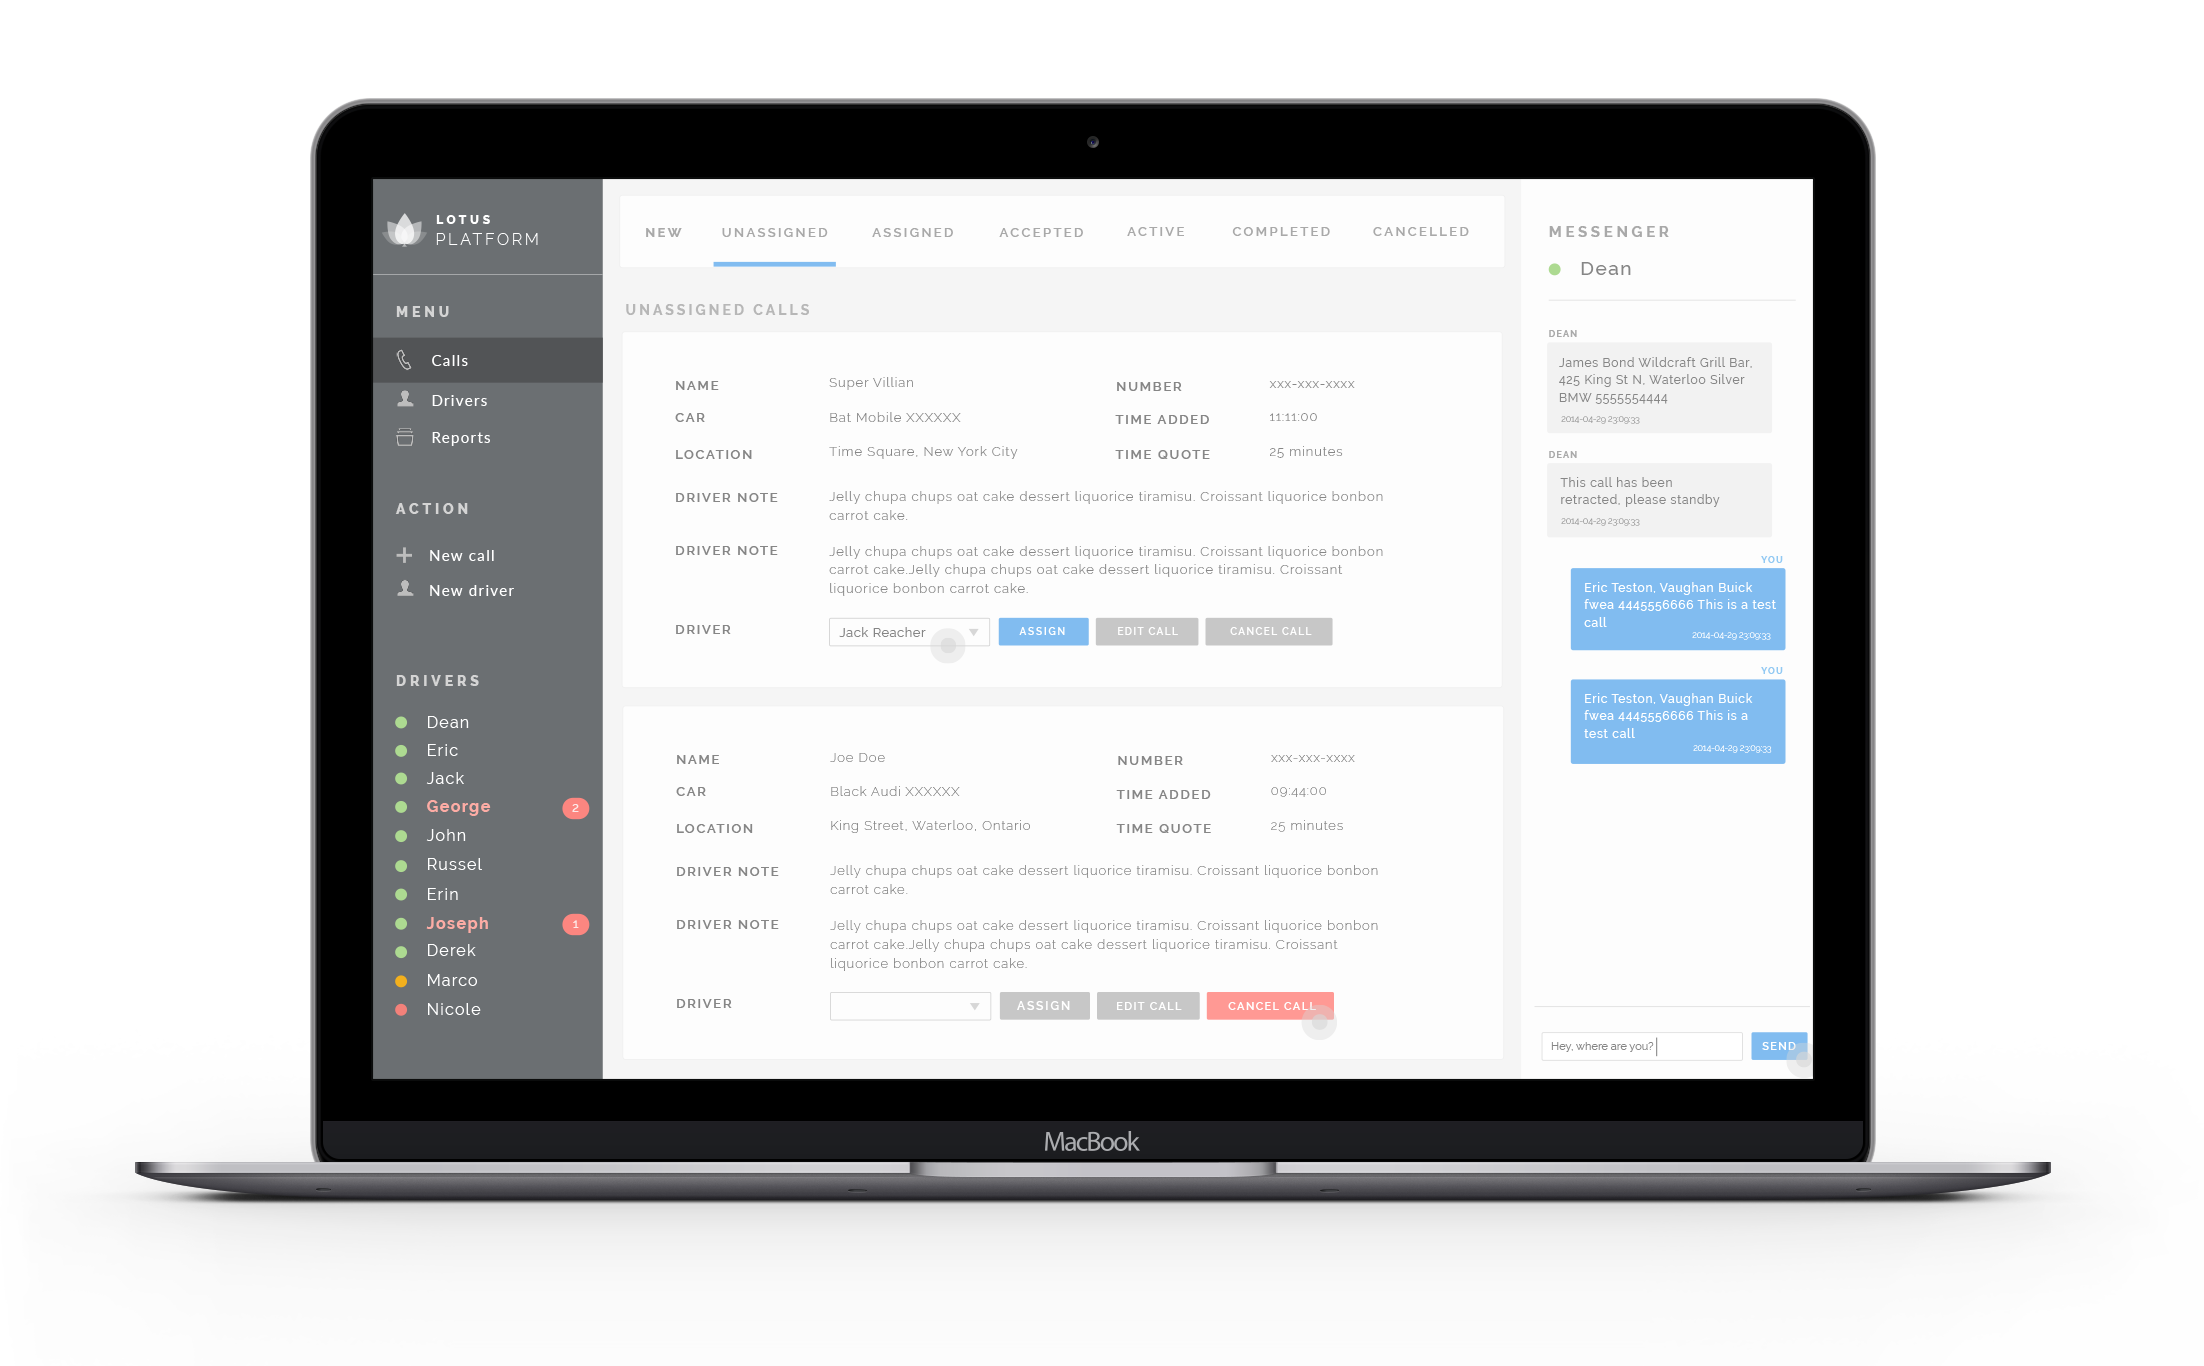 LOTUS
PLATFORM
MENU
Calls
Drivers
Reports
ACTION
New call
New driver
DRIVERS
Dean
Eric
Jack
George 2
John
Russel
Erin
Joseph 1
Derek
Marco
Nicole
NEW UNASSIGNED ASSIGNED ACCEPTED ACTIVE COMPLETED CANCELLED
UNASSIGNED CALLS
NAME Super Villian NUMBER xxx-xxx-xxxx
CAR Bat Mobile XXXXXX TIME ADDED 11:11:00
LOCATION Time Square, New York City TIME QUOTE 25 minutes
DRIVER NOTE Jelly chupa chups oat cake dessert liquorice tiramisu. Croissant liquorice bonbon
carrot cake.
DRIVER NOTE Jelly chupa chups oat cake dessert liquorice tiramisu. Croissant liquorice bonbon
carrot cake.Jelly chupa chups oat cake dessert liquorice tiramisu. Croissant
liquorice bonbon carrot cake.
DRIVER Jack Reacher ASSIGN EDIT CALL CANCEL CALL
NAME Joe Doe NUMBER xxx-xxx-xxxx
CAR Black Audi XXXXXX TIME ADDED 09:44:00
LOCATION King Street, Waterloo, Ontario TIME QUOTE 25 minutes
DRIVER NOTE Jelly chupa chups oat cake dessert liquorice tiramisu. Croissant liquorice bonbon
carrot cake.
DRIVER NOTE Jelly chupa chups oat cake dessert liquorice tiramisu. Croissant liquorice bonbon
carrot cake.Jelly chupa chups oat cake dessert liquorice tiramisu. Croissant
liquorice bonbon carrot cake.
DRIVER ASSIGN EDIT CALL CANCEL CALL
MESSENGER
Dean
DEAN
James Bond Wildcraft Grill Bar,
425 King St N, Waterloo Silver
BMW 5555554444
2014-04-29 23:09:33
DEAN
This call has been
retracted, please standby
2014-04-29 23:09:33
YOU
Eric Teston, Vaughan Buick
fwea 4445556666 This is a test
call
2014-04-29 23:09:33
YOU
Eric Teston, Vaughan Buick
fwea 4445556666 This is a
test call
2014-04-29 23:09:33
Hey, where are you? SEND
MacBook